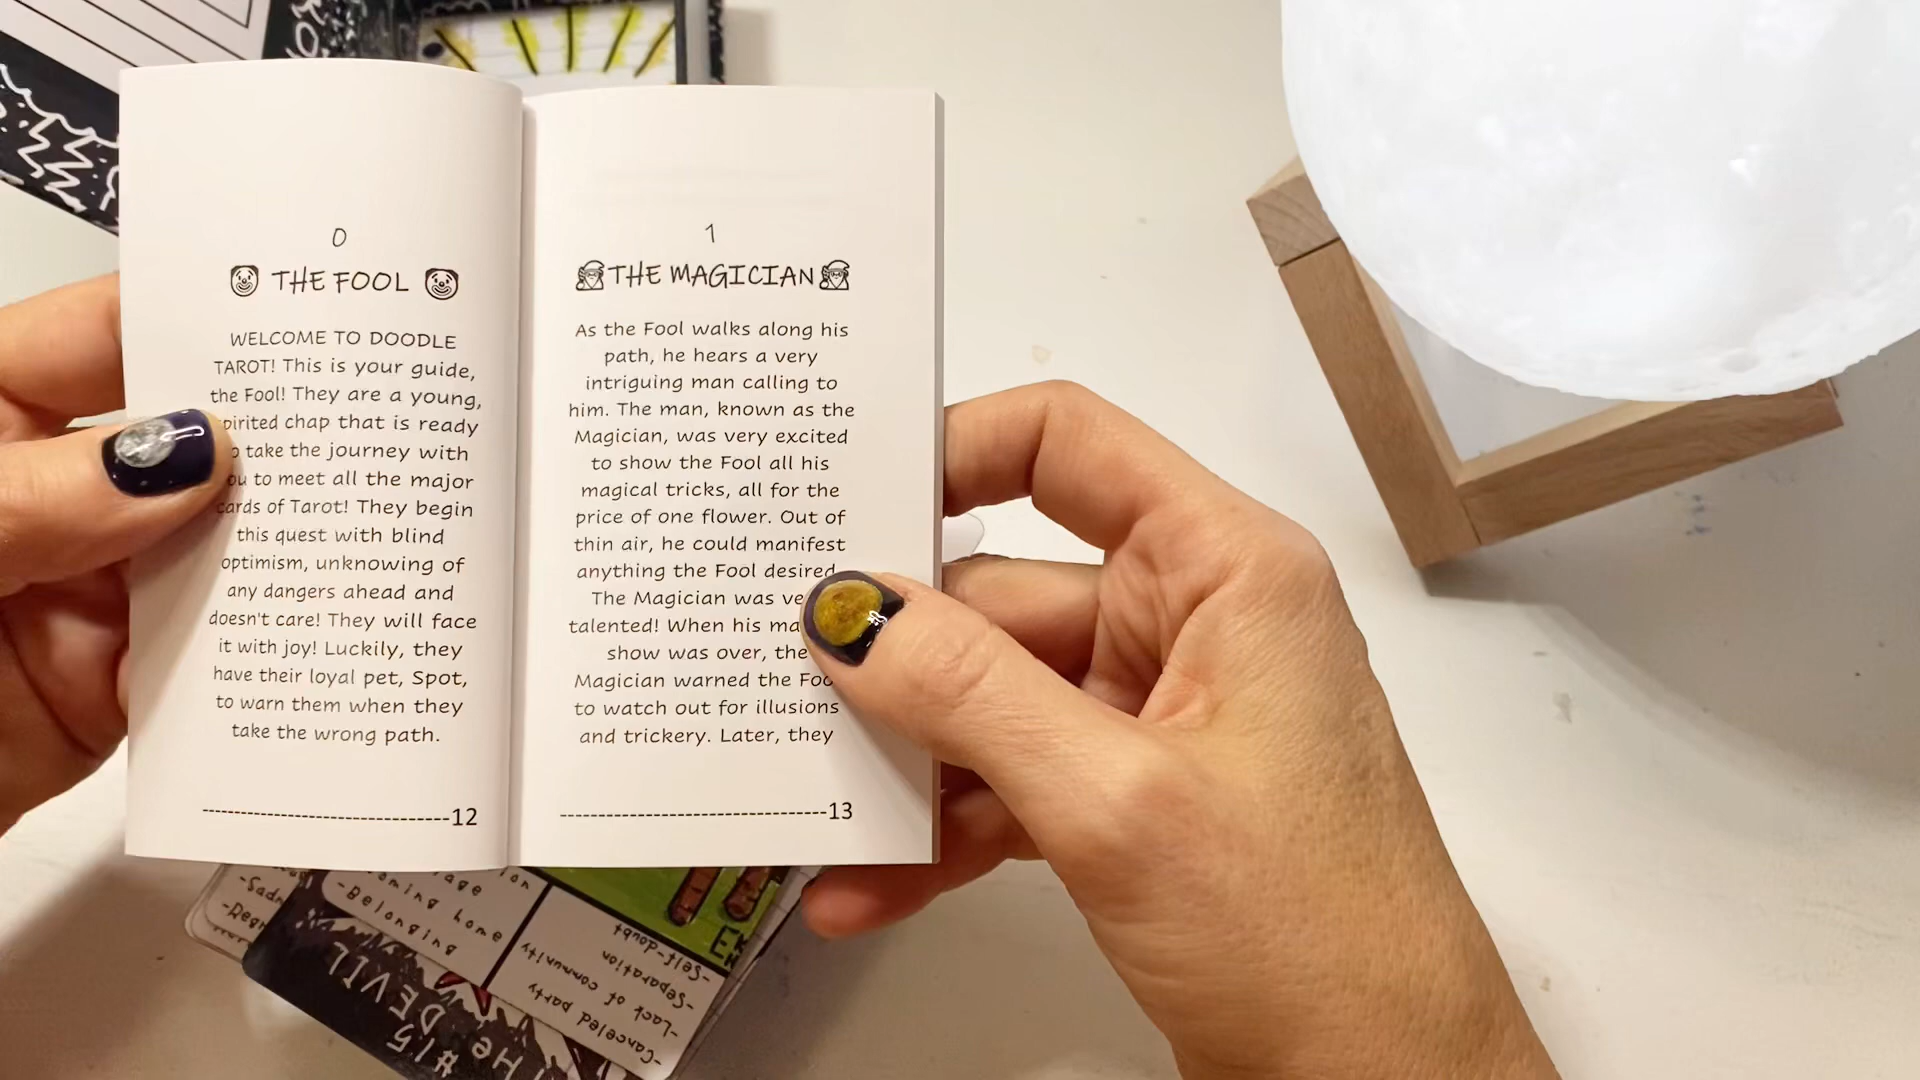 0
THE FOOL
WELCOME TO DOODLE
TAROT! This is your guide,
the Fool! They are a young,
spirited chap that is ready
take the journey with
you to meet all the major
cards of Tarot! They begin
this quest with blind
optimism, unknowing of
any dangers ahead and
doesn't care! They will face
it with joy! Luckily, they
have their loyal pet, Spot,
to warn them when they
take the wrong path.
12
1
THE MAGICIAN
As the Fool walks along his
path, he hears a very
intriguing man calling to
him. The man, known as the
Magician, was very excited
to show the Fool all his
magical tricks, all for the
price of one flower. Out of
thin air, he could manifest
anything the Fool desired
The Magician was
talented! When his
show was over, the
Magician warned the
to watch out for illusions
and trickery. Later, they
13
home
-Belonging
#15
THE DEVIL
-Canceled party
-Lack of community
-Separation
-Self-doubt